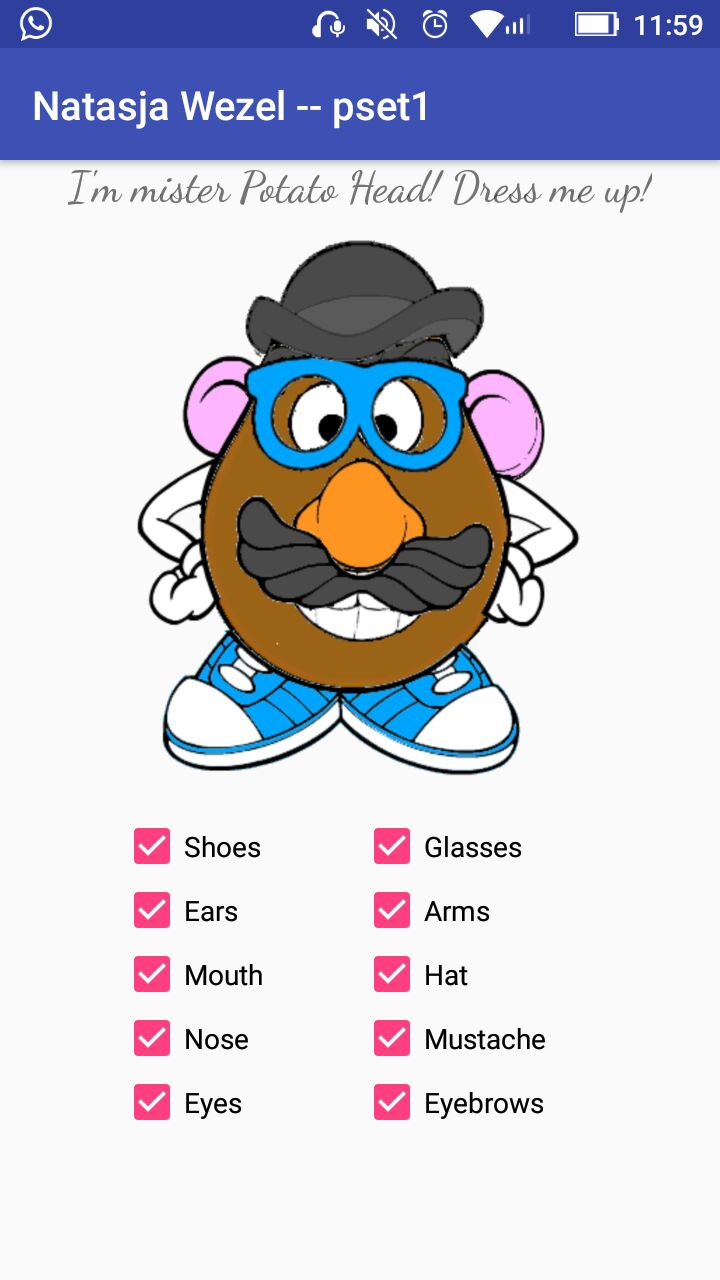 11:59
Natasja Wezel -- pset1
I'm mister Potato Head! Dress me up!
Shoes
Glasses
Ears
Arms
Mouth
Hat
Nose
Mustache
Eyes
Eyebrows